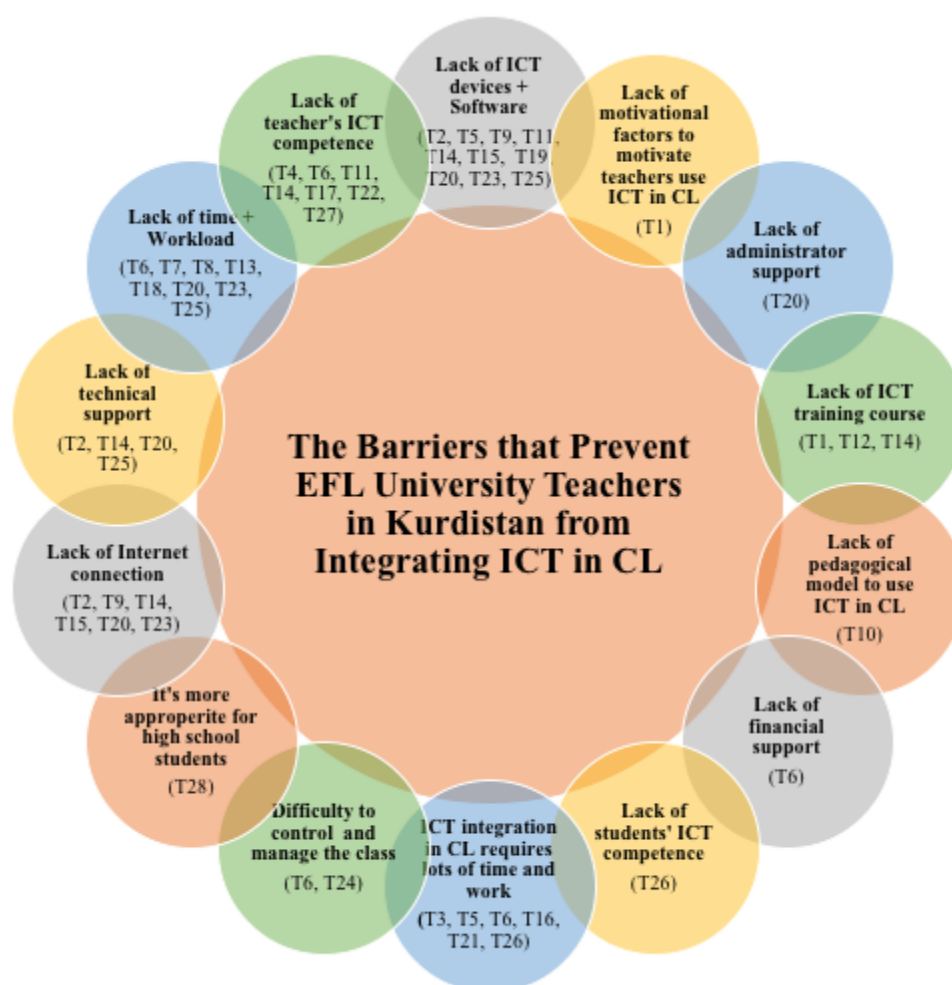 The Barriers that Prevent
EFL University Teachers
in Kurdistan from
Integrating ICT in CL
Lack of ICT
devices +
Software
(T2, T5, T9, T11,
T14, T15, T19,
T20, T23, T25)
Lack of
motivational
factors to
motivate
teachers use
ICT in CL
(T1)
Lack of
administrator
support
(T20)
Lack of ICT
training course
(T1, T12, T14)
Lack of
pedagogical
model to use
ICT in CL
(T10)
Lack of
financial
support
(T6)
Lack of
students' ICT
competence
(T26)
ICT integration
in CL requires
lots of time and
work
(T3, T5, T6, T16,
T21, T26)
Difficulty to
control and
manage the class
(T6, T24)
It's more
approperite for
high school
students
(T28)
Lack of Internet
connection
(T2, T9, T14,
T15, T20, T23)
Lack of
technical
support
(T2, T14, T20,
T25)
Lack of time +
Workload
(T6, T7, T8, T13,
T18, T20, T23,
T25)
Lack of
teacher's ICT
competence
(T4, T6, T11,
T14, T17, T22,
T27)